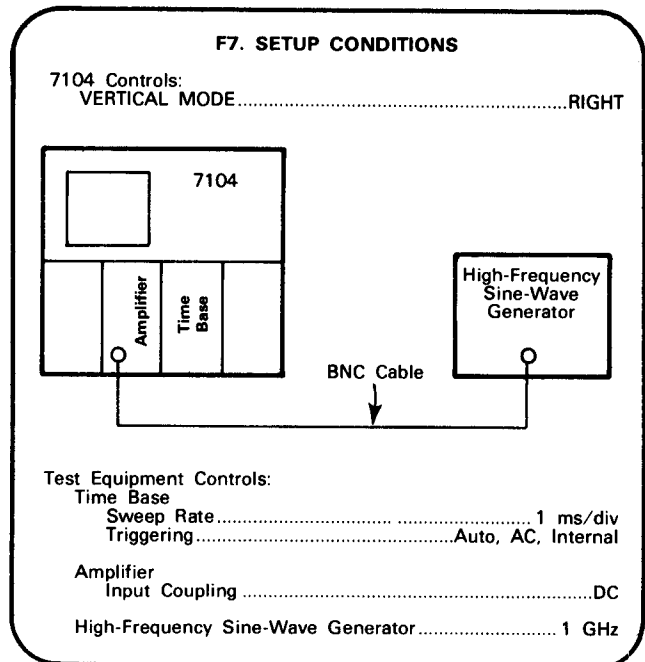 F7. SETUP CONDITIONS
7104 Controls:
VERTICAL MODE..........RIGHT
7104
Amplifier
Time
Base
High-Frequency
Sine-Wave
Generator
BNC Cable
Test Equipment Controls:
Time Base
Sweep Rate..........1 ms/div
Triggering..........Auto, AC, Internal
Amplifier
Input Coupling..........DC
High-Frequency Sine-Wave Generator..........1 GHz